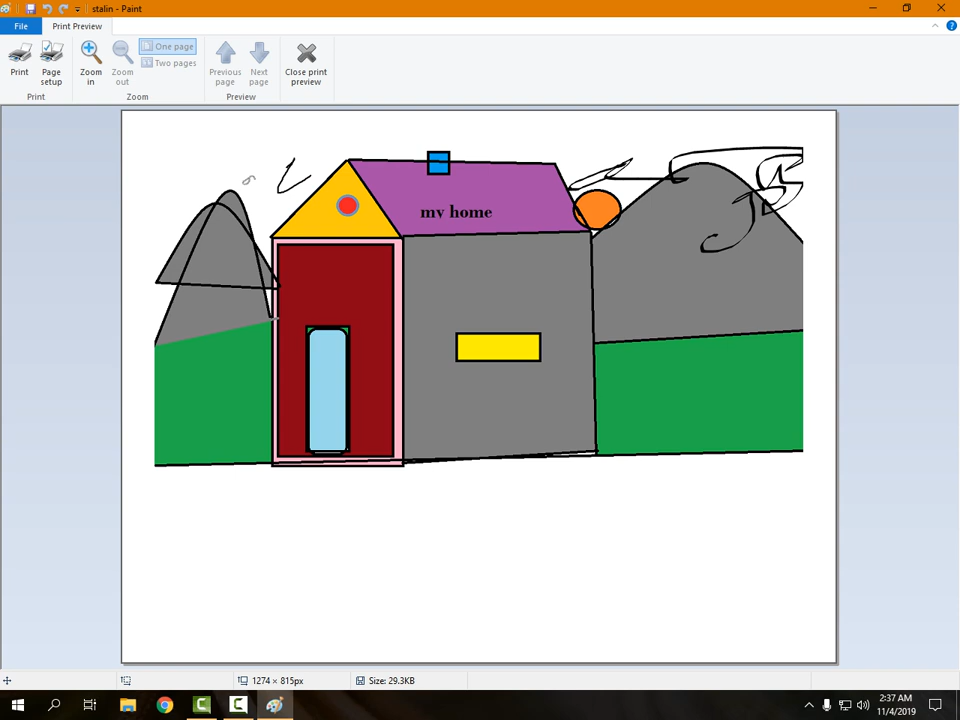 stalin - Paint
File
Print Preview
Print
Page setup
Zoom in
Zoom out
One page
Two pages
Previous page
Next page
Close print preview
Print
Zoom
Preview
my home
1274 × 815px
Size: 29.3KB
2:37 AM
11/4/2019